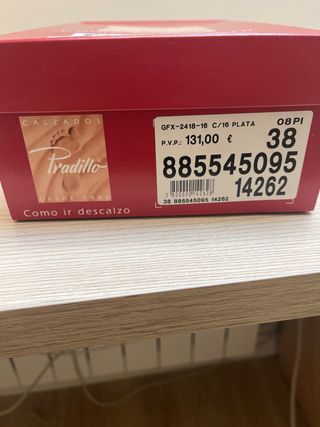 CALZADOS
Pradillo
DESDE 1986
Como ir descalzo
GFX-2418-16 C/16 PLATA 08PI
P.V.P.: 131,00 € 38
885545095
14262
38 885545095 14262